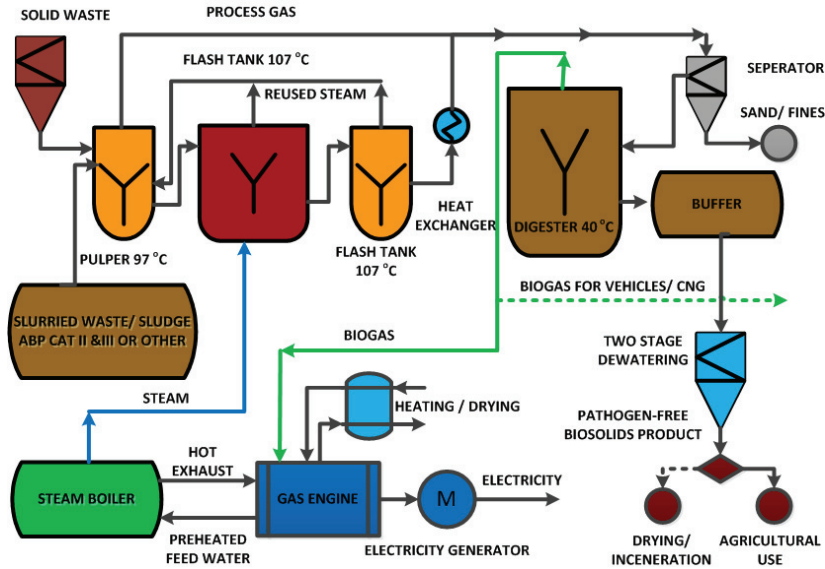 SOLID WASTE
PROCESS GAS
FLASH TANK 107 °C
REUSED STEAM
SEPERATOR
SAND/ FINES
HEAT
EXCHANGER
DIGESTER 40 °C
BUFFER
PULPER 97 °C
FLASH TANK
107 °C
SLURRIED WASTE/ SLUDGE
ABP CAT II &III OR OTHER
BIOGAS FOR VEHICLES/ CNG
BIOGAS
TWO STAGE
DEWATERING
STEAM
HEATING / DRYING
PATHOGEN-FREE
BIOSOLIDS PRODUCT
HOT
EXHAUST
STEAM BOILER
GAS ENGINE
M
ELECTRICITY
PREHEATED
FEED WATER
ELECTRICITY GENERATOR
DRYING/
INCENERATION
AGRICULTURAL
USE